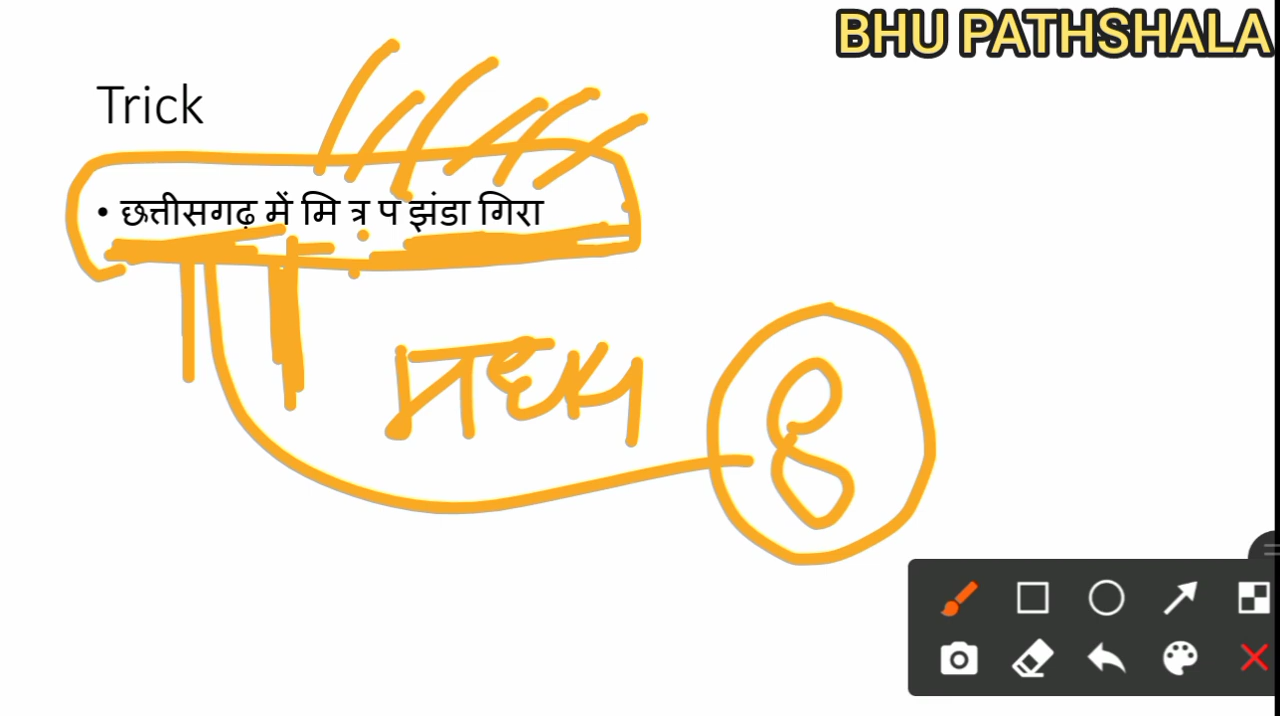 BHU PATHSHALA
Trick
• छत्तीसगढ़ में मि त्र प झंडा गिरा
मध्य
8